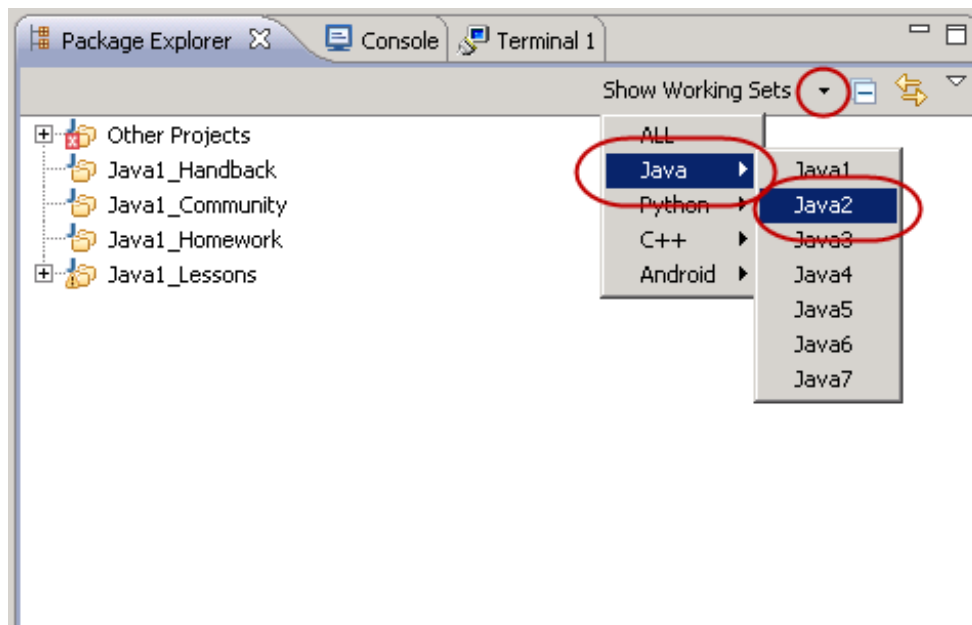 Package Explorer Console Terminal 1
Show Working Sets
Other Projects
Java1_Handback
Java1_Community
Java1_Homework
Java1_Lessons
ALL
Java
Python
C++
Android
Java1
Java2
Java3
Java4
Java5
Java6
Java7